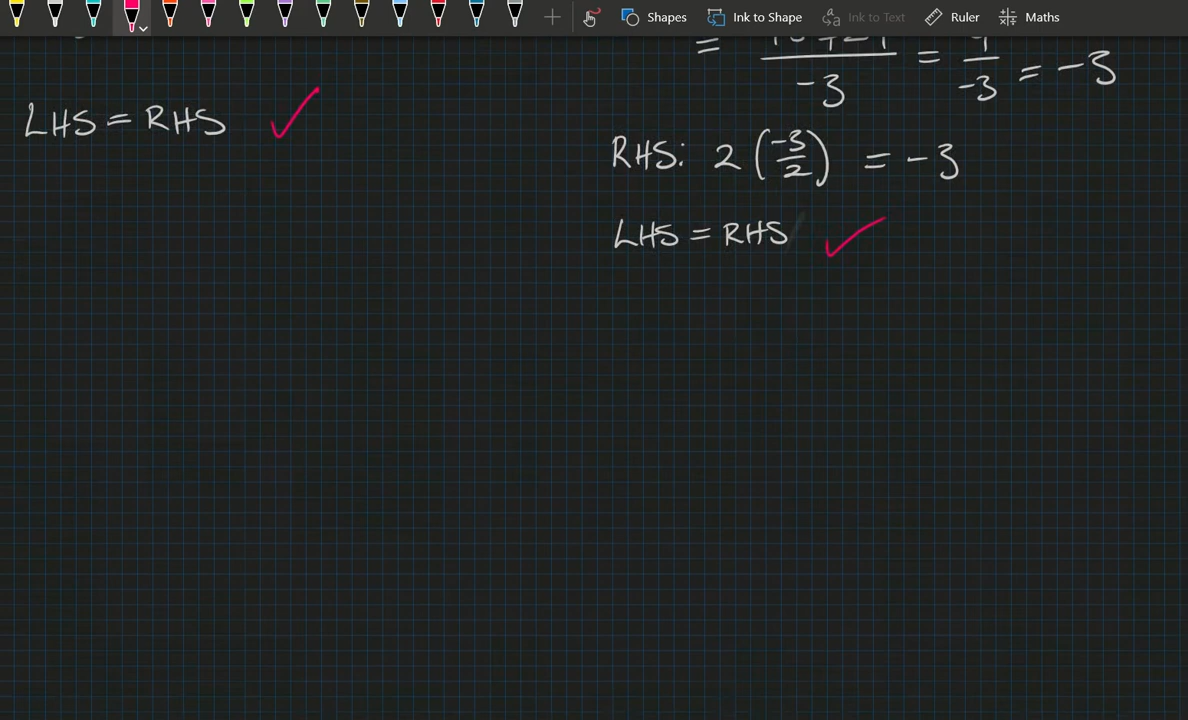 Shapes Ink to Shape Ink to Text Ruler Maths
LHS = RHS ✓
= /-3 = /-3 = -3
RHS: 2 (-3/2) = -3
LHS = RHS ✓